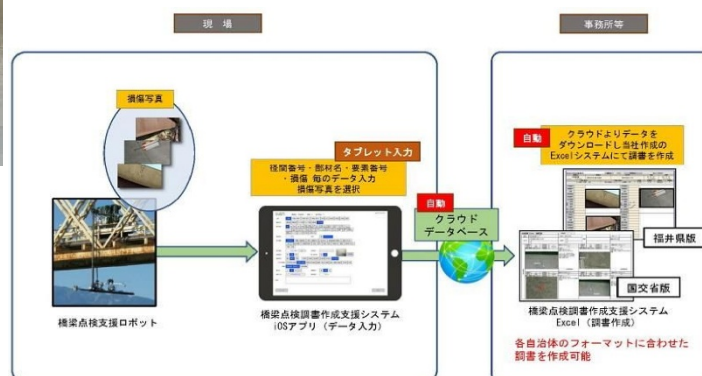 現 場
損傷写真
タブレット入力
径間番号・部材名・要素番号
・損傷 毎のデータ入力
損傷写真を選択
橋梁点検支援ロボット
橋梁点検調書作成支援システム
iOSアプリ(データ入力)
自動
クラウド
データベース
事務所等
自動
クラウドよりデータを
ダウンロードし当社作成の
Excelシステムにて調書を作成
福井県版
国交省版
橋梁点検調書作成支援システム
Excel(調書作成)
各自治体のフォーマットに合わせた
調書を作成可能